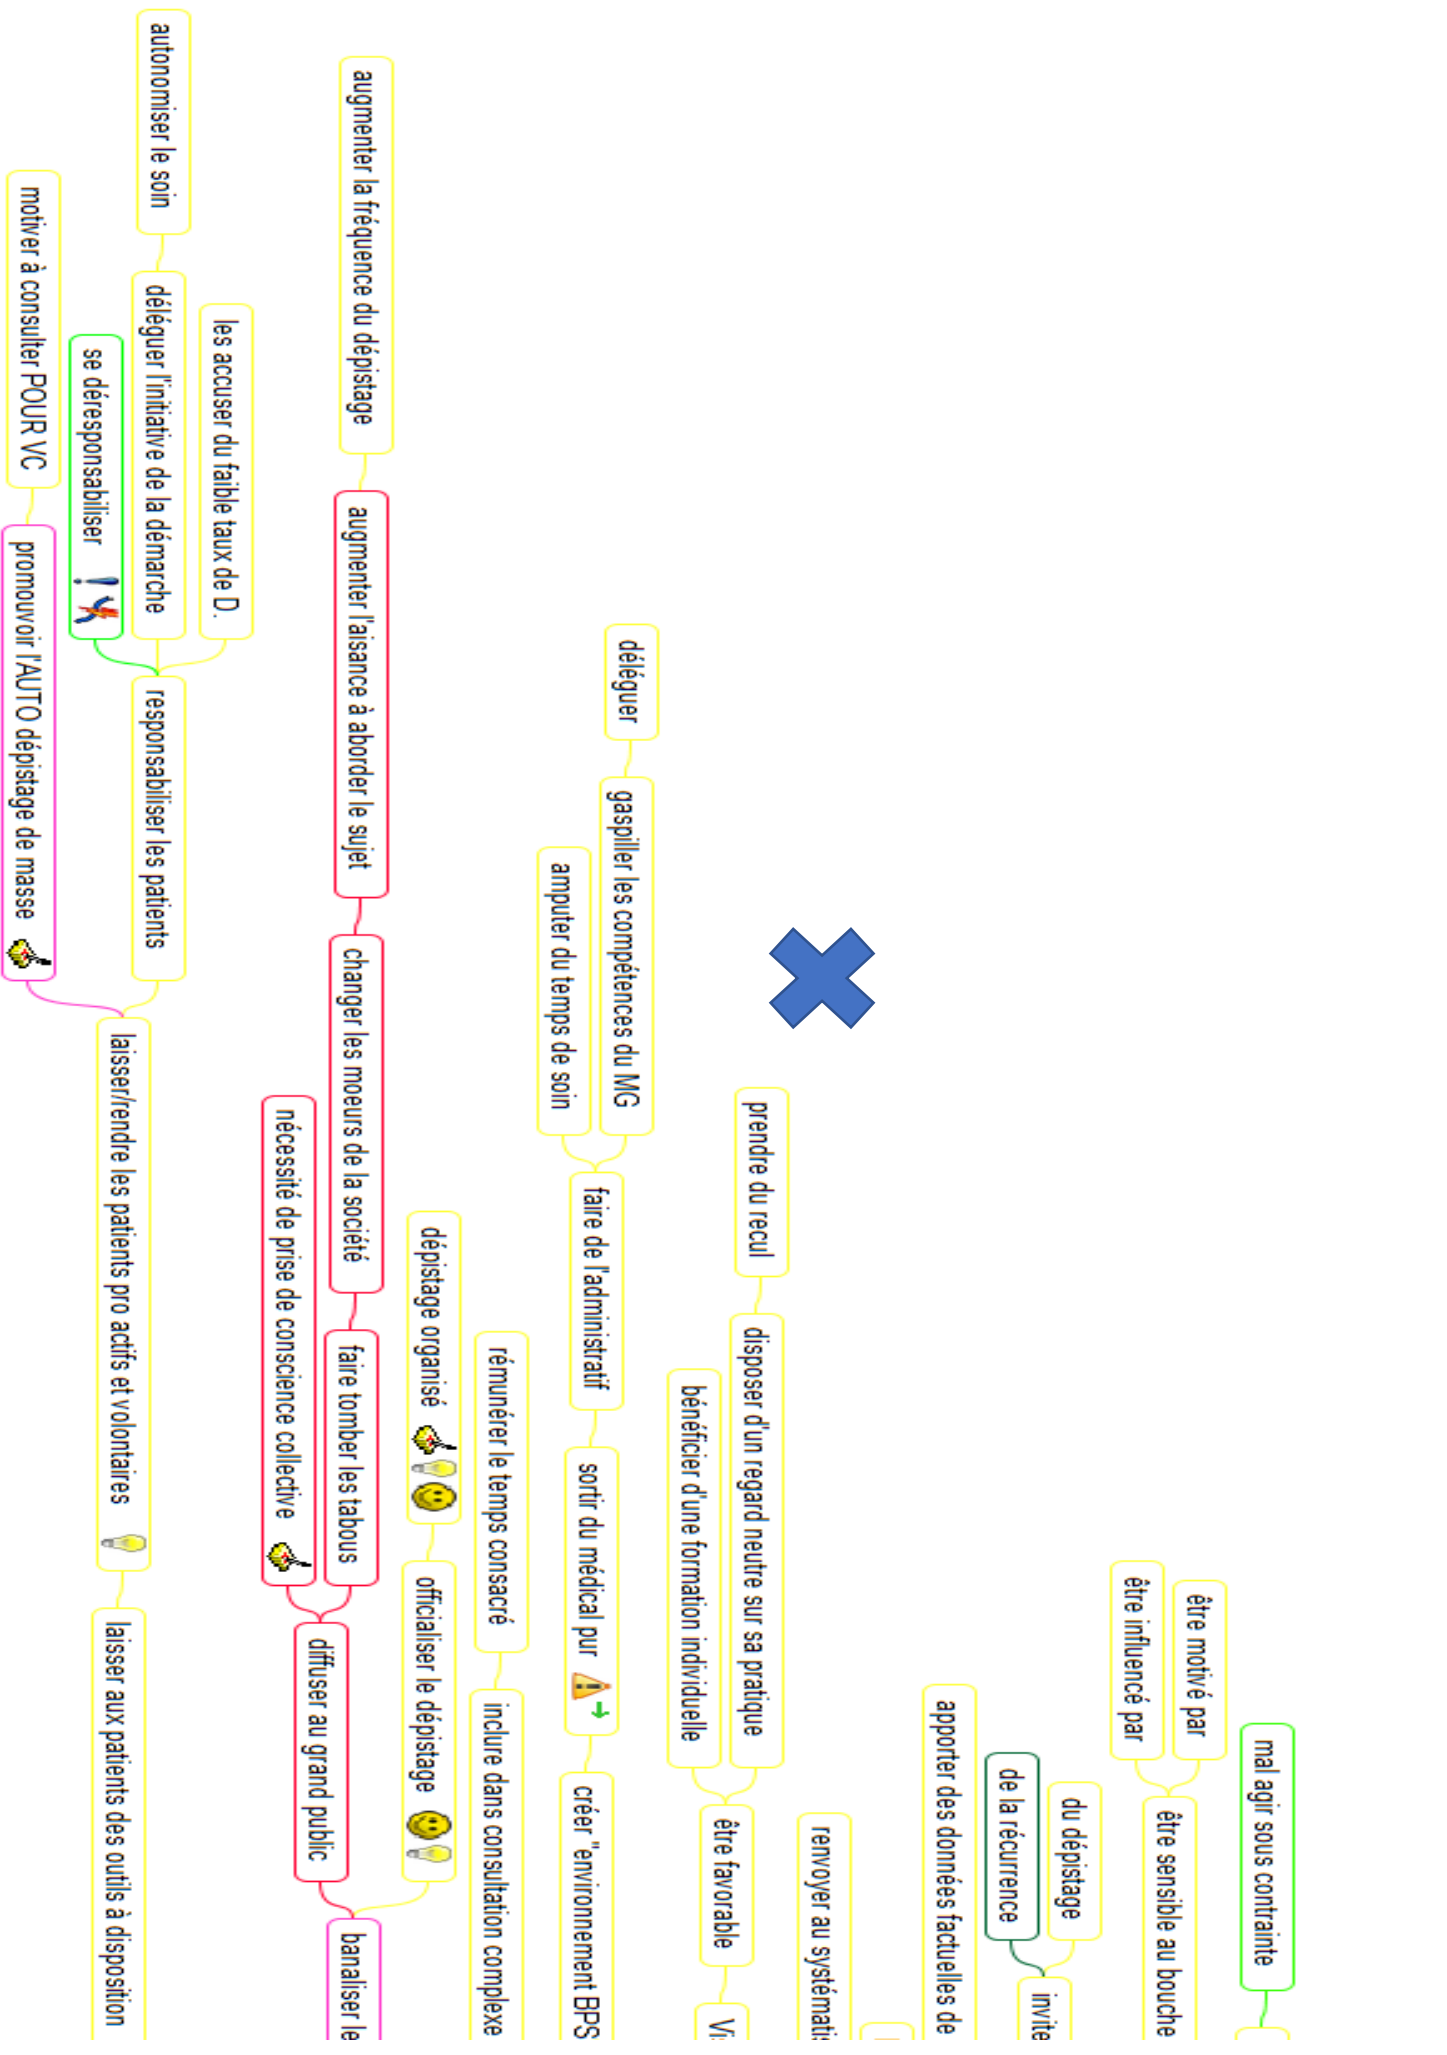 mal agir sous contrainte
être motivé par
être influencé par
être sensible au bouche
du dépistage
de la récurrence
invite
apporter des données factuelles de
renvoyer au systémati
prendre du recul
disposer d'un regard neutre sur sa pratique
bénéficier d'une formation individuelle
être favorable
Vi
déléguer
gaspiller les compétences du MG
amputer du temps de soin
faire de l'administratif
sortir du médical pur
créer "environnement BPS
rémunérer le temps consacré
inclure dans consultation complexe
dépistage organisé
officialiser le dépistage
augmenter la fréquence du dépistage
augmenter l'aisance à aborder le sujet
changer les moeurs de la société
faire tomber les tabous
nécessité de prise de conscience collective
diffuser au grand public
banaliser le
les accuser du faible taux de D.
autonomiser le soin
déléguer l'initiative de la démarche
se déresponsabiliser
responsabiliser les patients
motiver à consulter POUR VC
promouvoir l'AUTO dépistage de masse
laisser/rendre les patients pro actifs et volontaires
laisser aux patients des outils à disposition